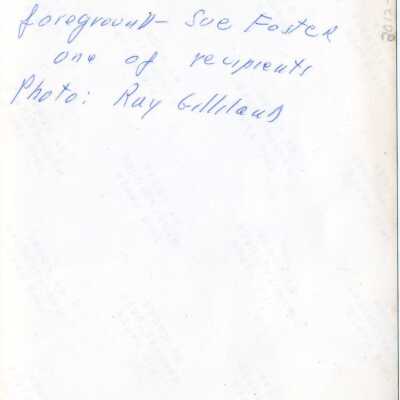 foreground - Sue Foster
one of recipients
Photo: Ray Gilliland